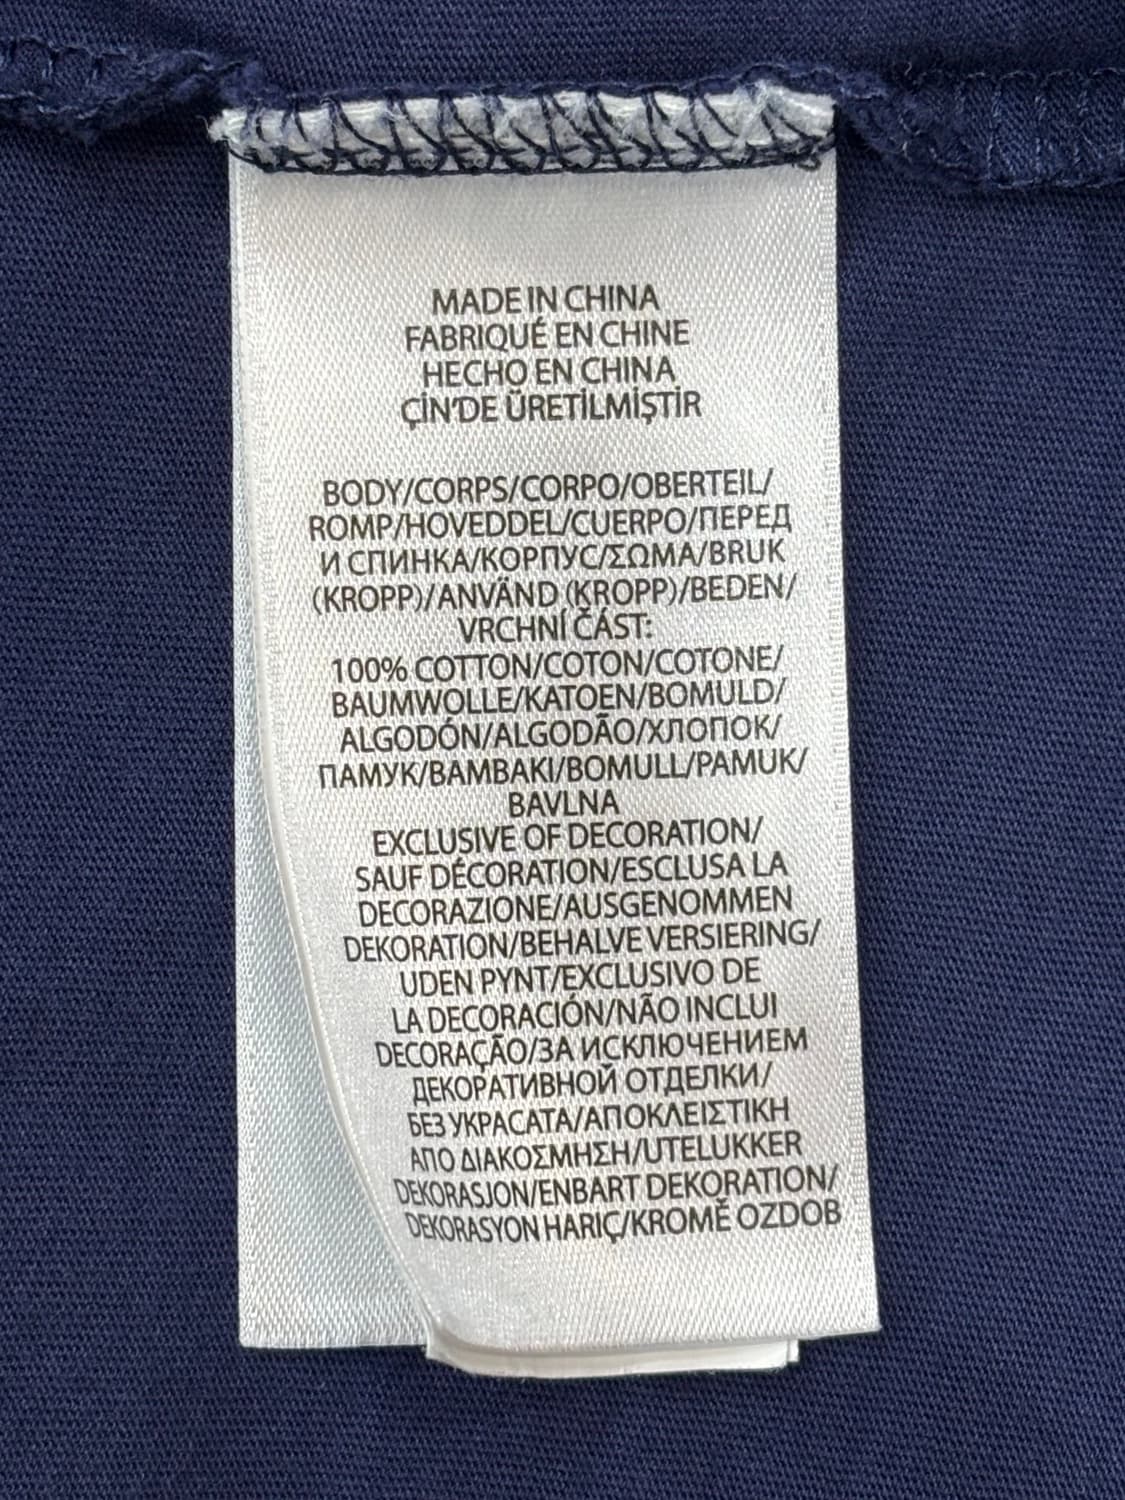 MADE IN CHINA
FABRIQUÉ EN CHINE
HECHO EN CHINA
ÇİN'DE ÜRETİLMİŞTİR
BODY/CORPS/CORPO/OBERTEIL/
ROMP/HOVEDDEL/CUERPO/ПЕРЕД
И СПИНКА/КОРПУС/ΣΩΜΑ/BRUK
(KROPP)/ANVÄND (KROPP)/BEDEN/
VRCHNÍ ČÁST:
100% COTTON/COTON/COTONE/
BAUMWOLLE/KATOEN/BOMULD/
ALGODÓN/ALGODÃO/ХЛОПОК/
ПАМУК/BAMBAKI/BOMULL/PAMUK/
BAVLNA
EXCLUSIVE OF DECORATION/
SAUF DÉCORATION/ESCLUSA LA
DECORAZIONE/AUSGENOMMEN
DEKORATION/BEHALVE VERSIERING/
UDEN PYNT/EXCLUSIVO DE
LA DECORACIÓN/NÃO INCLUI
DECORAÇÃO/ЗА ИСКЛЮЧЕНИЕМ
ДЕКОРАТИВНОЙ ОТДЕЛКИ/
БЕЗ УКРАСАТА/ΑΠΟΚΛΕΙΣΤΙΚΗ
ΑΠΟ ΔΙΑΚΟΣΜΗΣΗ/UTELUKKER
DEKORASJON/ENBART DEKORATION/
DEKORASYON HARIÇ/KROMĚ OZDOB